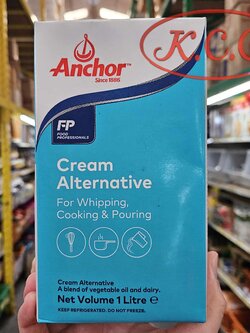 K.C.
Anchor™
Since 1886
FP
FOOD
PROFESSIONALS
Cream
Alternative
For Whipping,
Cooking & Pouring
Cream Alternative
A blend of vegetable oil and dairy.
Net Volume 1 Litre ℮
KEEP REFRIGERATED. DO NOT FREEZE.